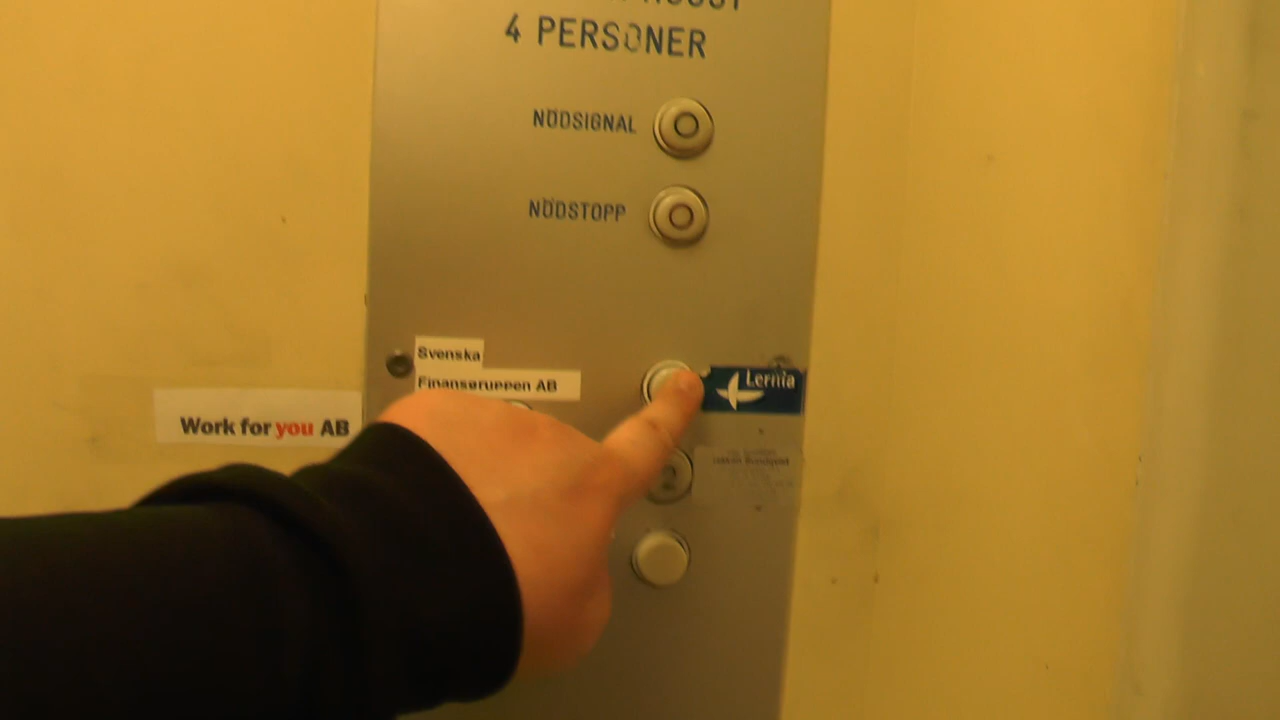 4 PERSONER
NÖDSIGNAL
NÖDSTOPP
Svenska
Finansgruppen AB
Lernia
Work for you AB